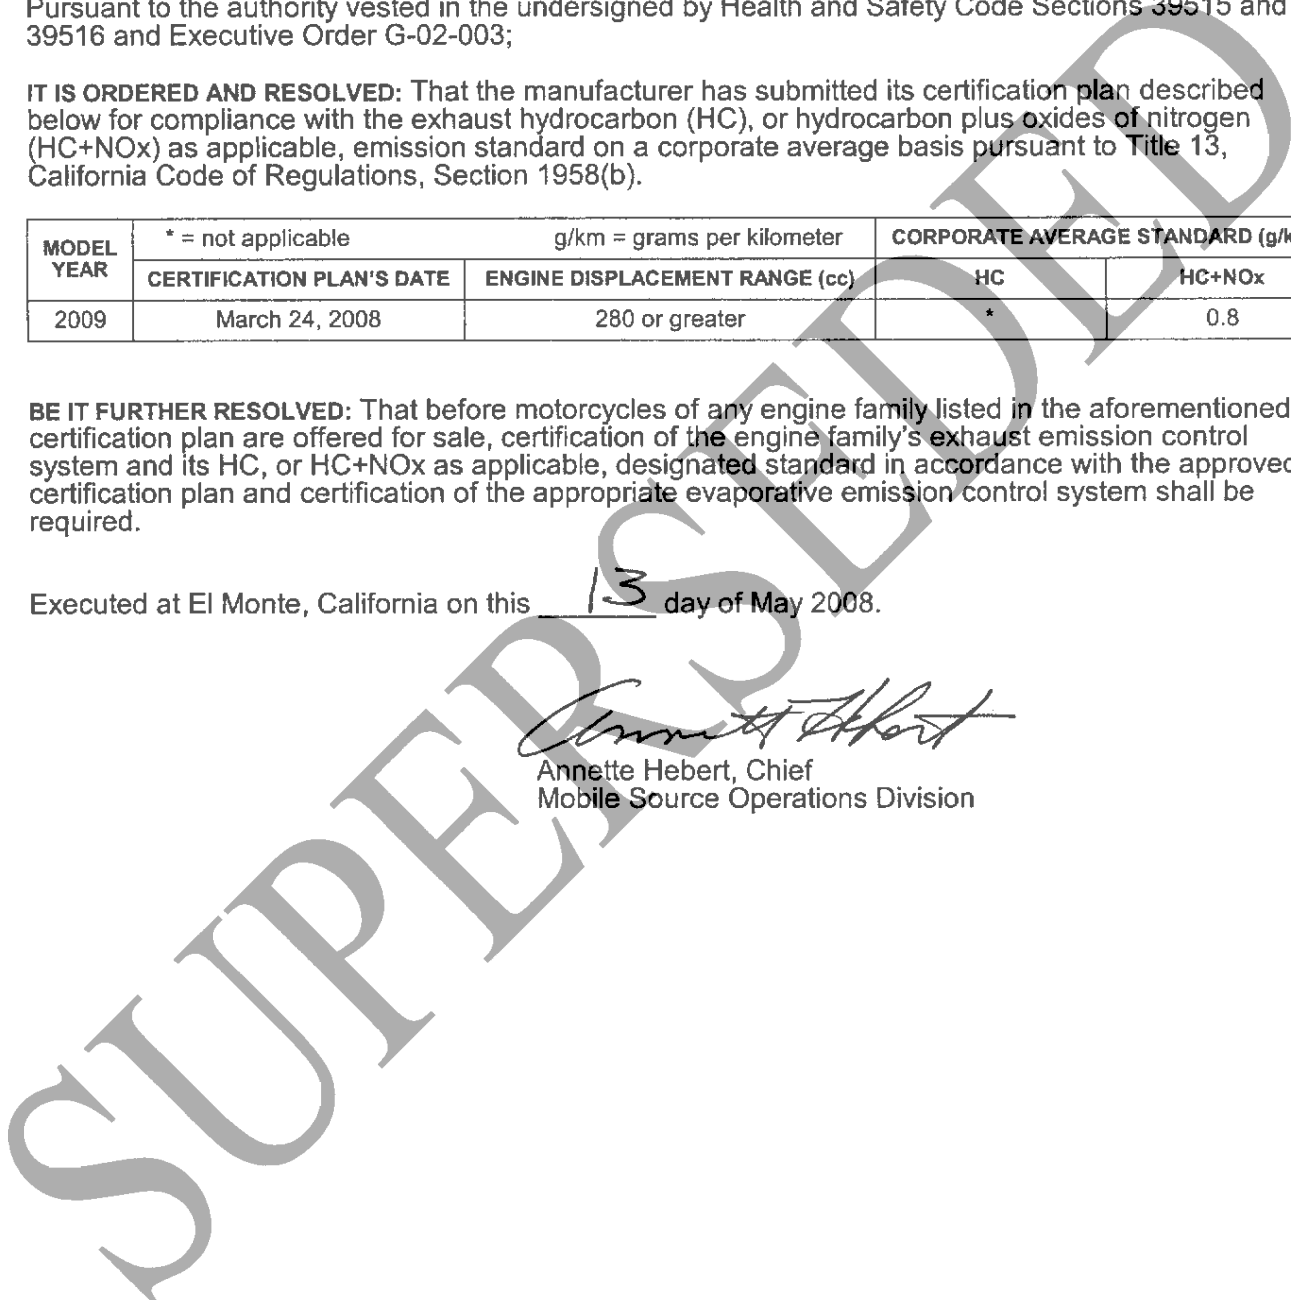 Pursuant to the authority vested in the undersigned by Health and Safety Code Sections 39515 and
39516 and Executive Order G-02-003;
IT IS ORDERED AND RESOLVED: That the manufacturer has submitted its certification plan described
below for compliance with the exhaust hydrocarbon (HC), or hydrocarbon plus oxides of nitrogen
(HC+NOx) as applicable, emission standard on a corporate average basis pursuant to Title 13,
California Code of Regulations, Section 1958(b).
MODEL YEAR * = not applicable g/km = grams per kilometer CORPORATE AVERAGE STANDARD (g/k
CERTIFICATION PLAN'S DATE ENGINE DISPLACEMENT RANGE (cc) HC HC+NOx
2009 March 24, 2008 280 or greater * 0.8
BE IT FURTHER RESOLVED: That before motorcycles of any engine family listed in the aforementioned
certification plan are offered for sale, certification of the engine family's exhaust emission control
system and its HC, or HC+NOx as applicable, designated standard in accordance with the approved
certification plan and certification of the appropriate evaporative emission control system shall be
required.
Executed at El Monte, California on this 13 day of May 2008.
Annette Hebert
Annette Hebert, Chief
Mobile Source Operations Division
SUPERSEDED